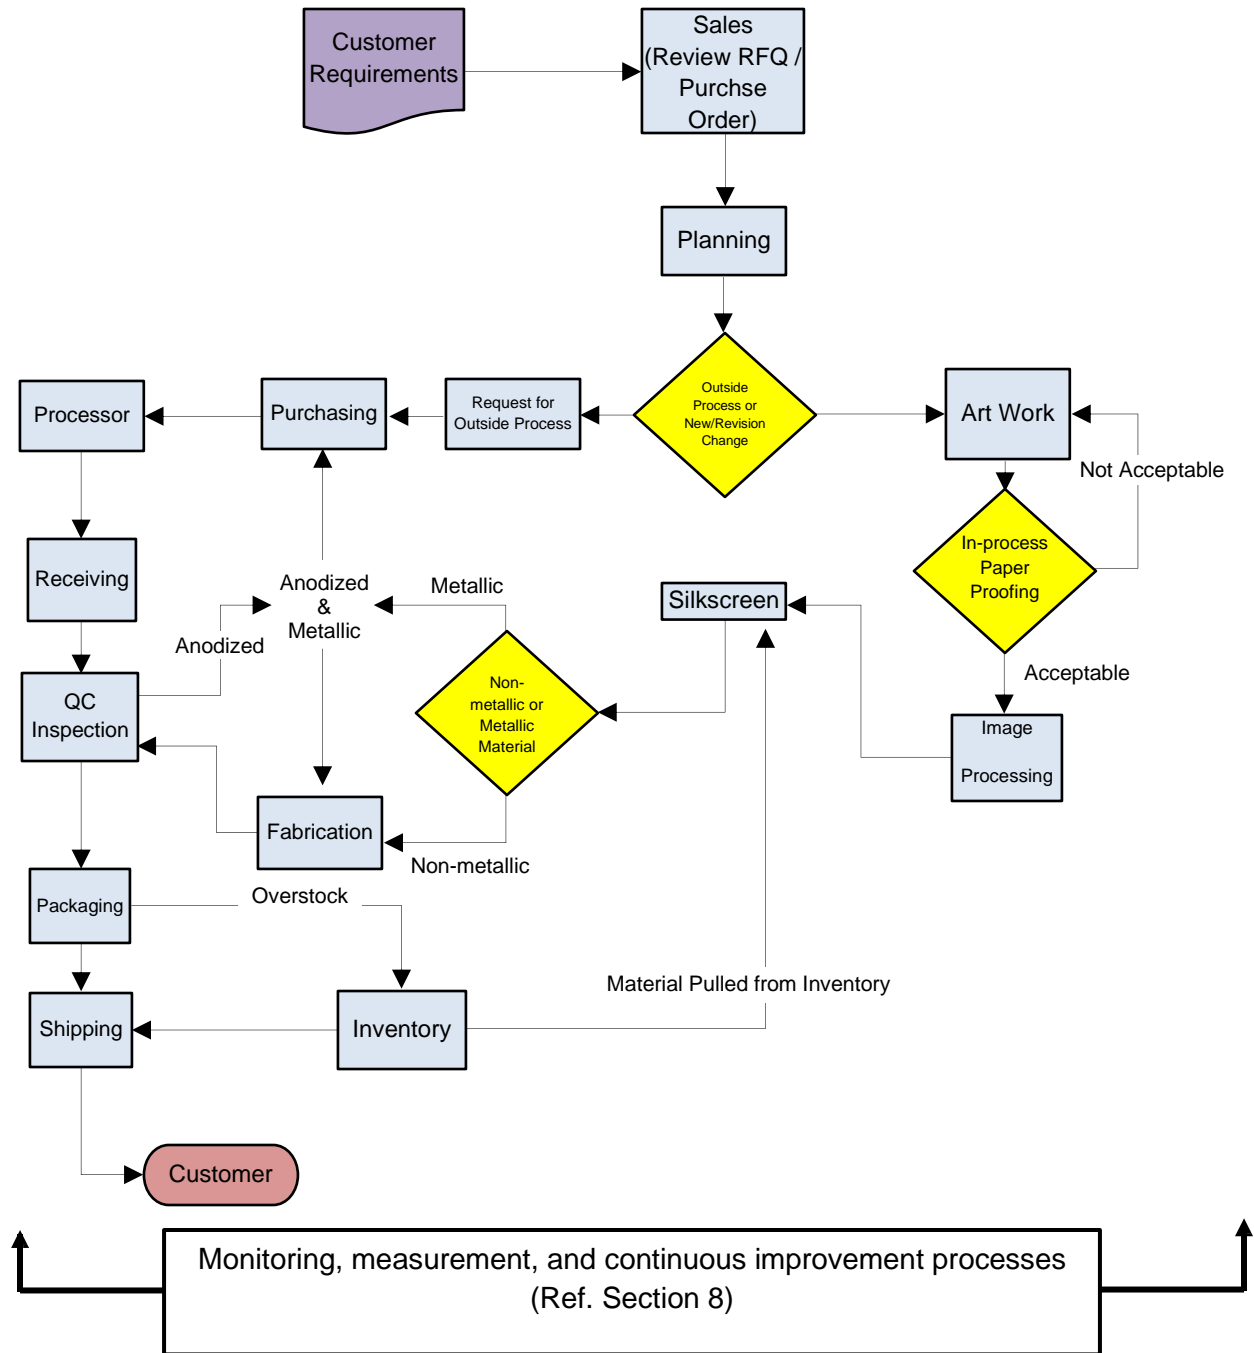 Customer
Requirements
Sales
(Review RFQ /
Purchse
Order)
Planning
Outside
Process or
New/Revision
Change
Request for
Outside Process
Purchasing
Processor
Art Work
Not Acceptable
In-process
Paper
Proofing
Acceptable
Image
Processing
Silkscreen
Non-
metallic or
Metallic
Material
Metallic
Non-metallic
Anodized
&
Metallic
Anodized
Receiving
QC
Inspection
Fabrication
Packaging
Overstock
Material Pulled from Inventory
Inventory
Shipping
Customer
Monitoring, measurement, and continuous improvement processes
(Ref. Section 8)